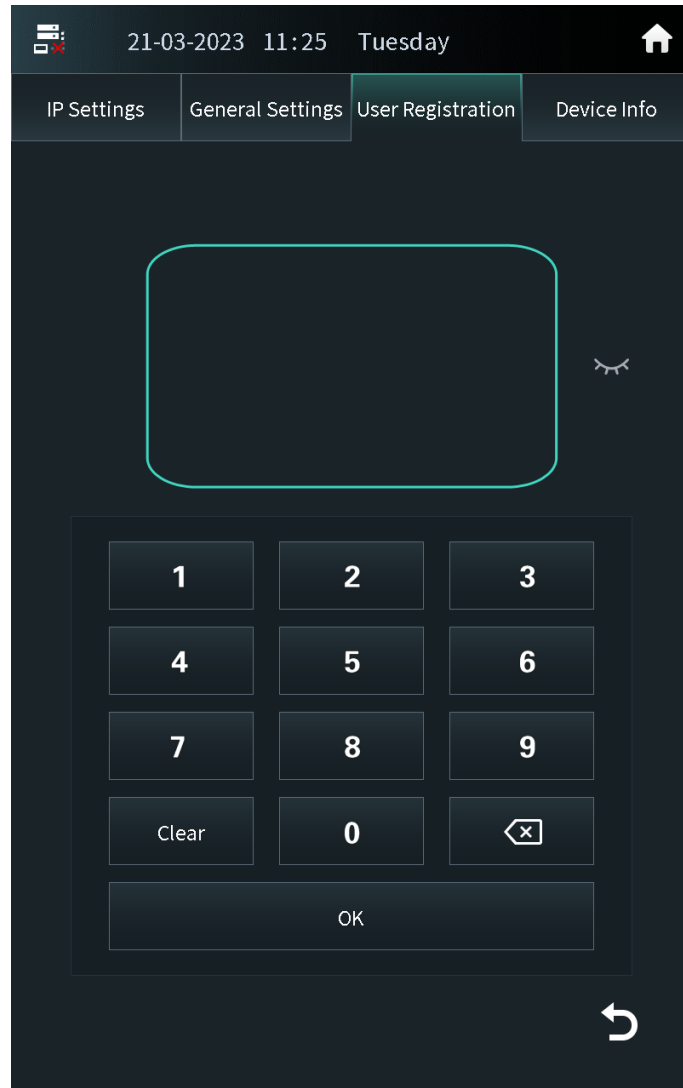 21-03-2023 11:25 Tuesday
IP Settings General Settings User Registration Device Info
1 2 3
4 5 6
7 8 9
Clear 0
OK